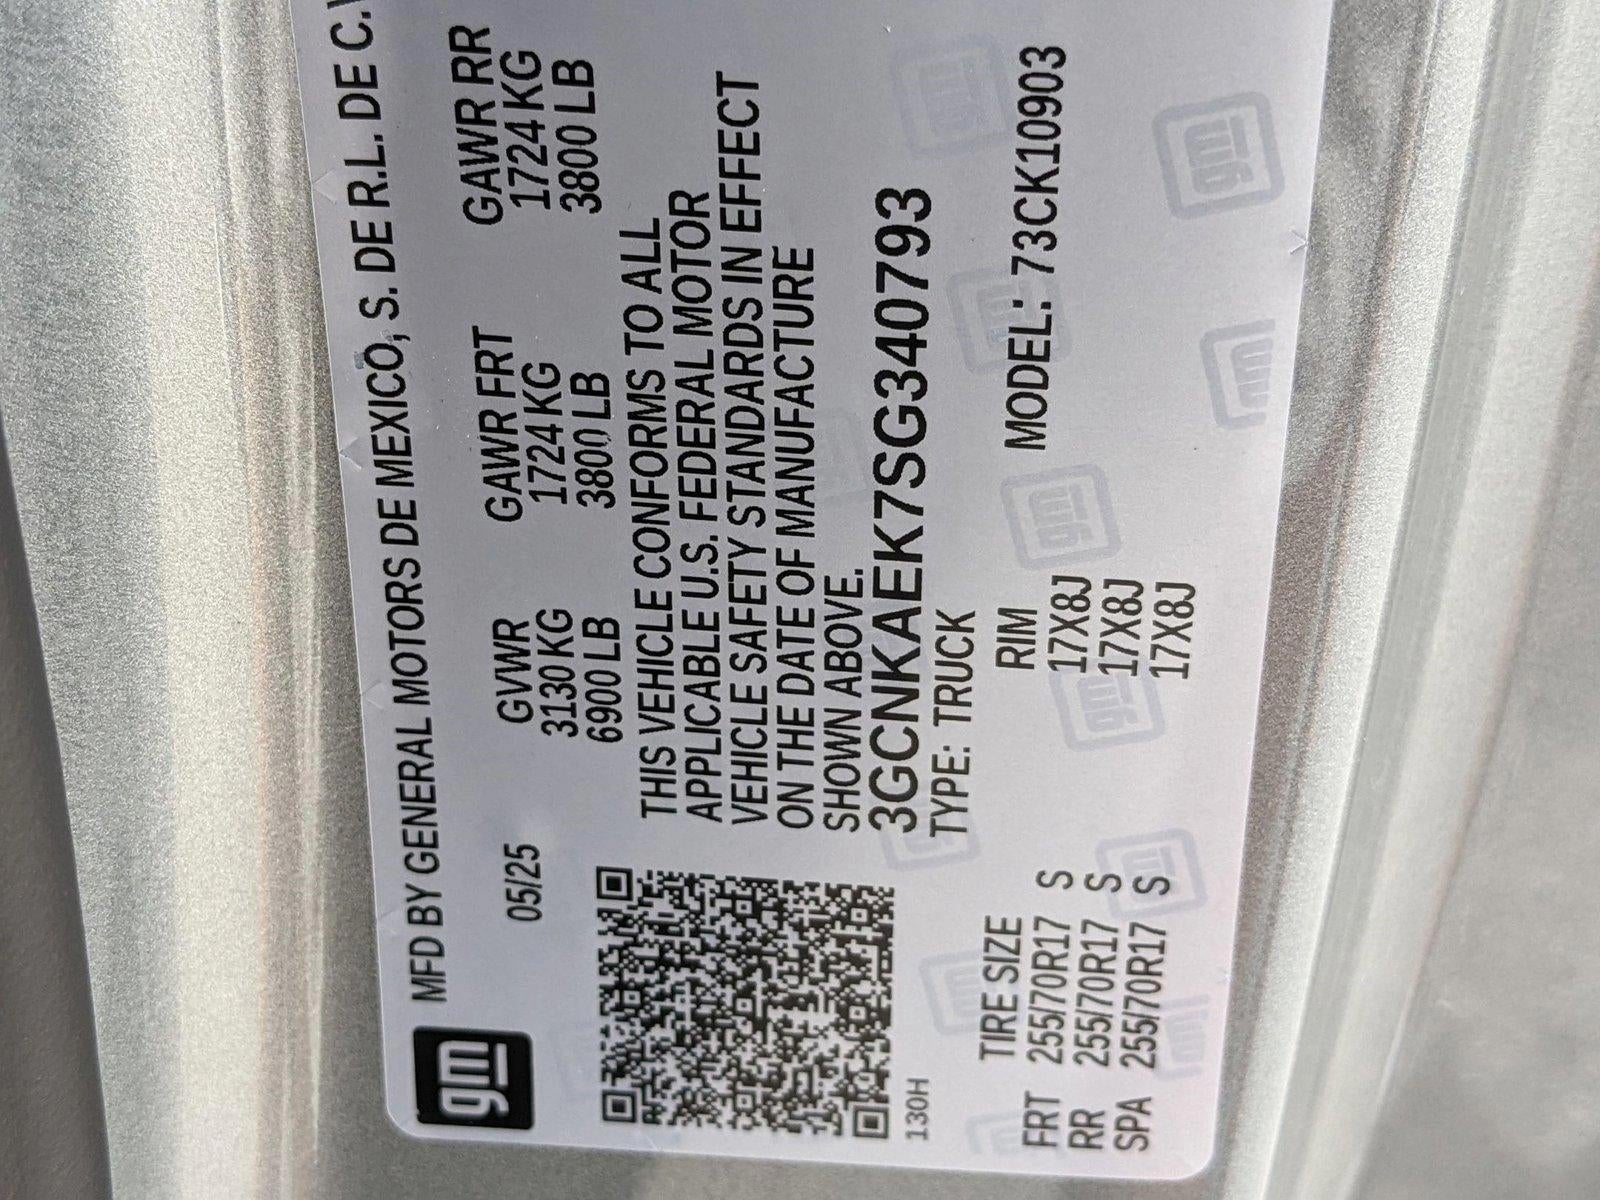 gm
MFD BY GENERAL MOTORS DE MEXICO, S. DE R.L. DE C.
05/25
GVWR GAWR FRT GAWR RR
3130 KG 1724 KG 1724 KG
6900 LB 3800 LB 3800 LB
THIS VEHICLE CONFORMS TO ALL
APPLICABLE U.S. FEDERAL MOTOR
VEHICLE SAFETY STANDARDS IN EFFECT
ON THE DATE OF MANUFACTURE
SHOWN ABOVE.
3GCNKAEK7SG340793
TYPE: TRUCK
130H
TIRE SIZE RIM MODEL: 73CK10903
FRT 255/70R17 S 17X8J
RR 255/70R17 S 17X8J
SPA 255/70R17 S 17X8J